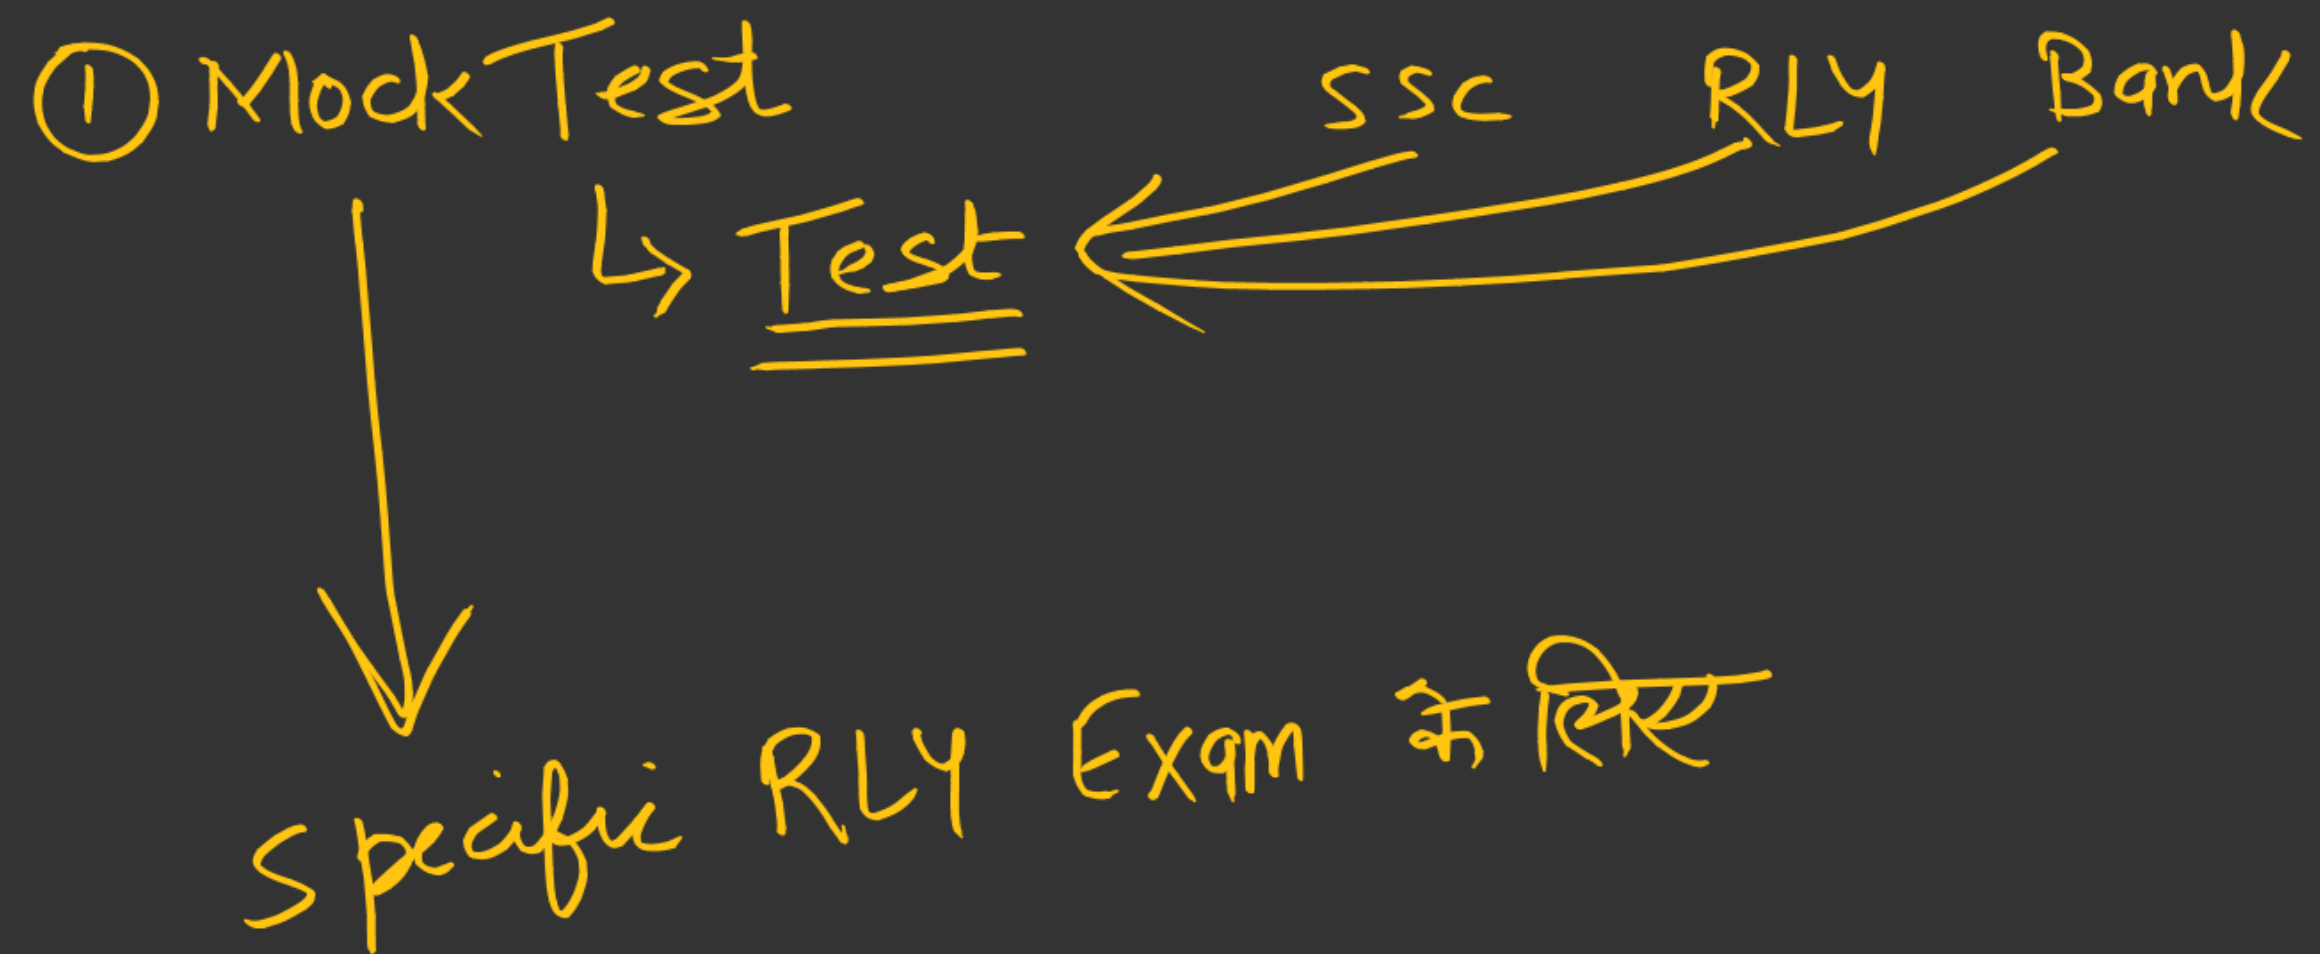 ① Mock Test SSC RLY Bank
↳ Test
Specific RLY Exam के लिए